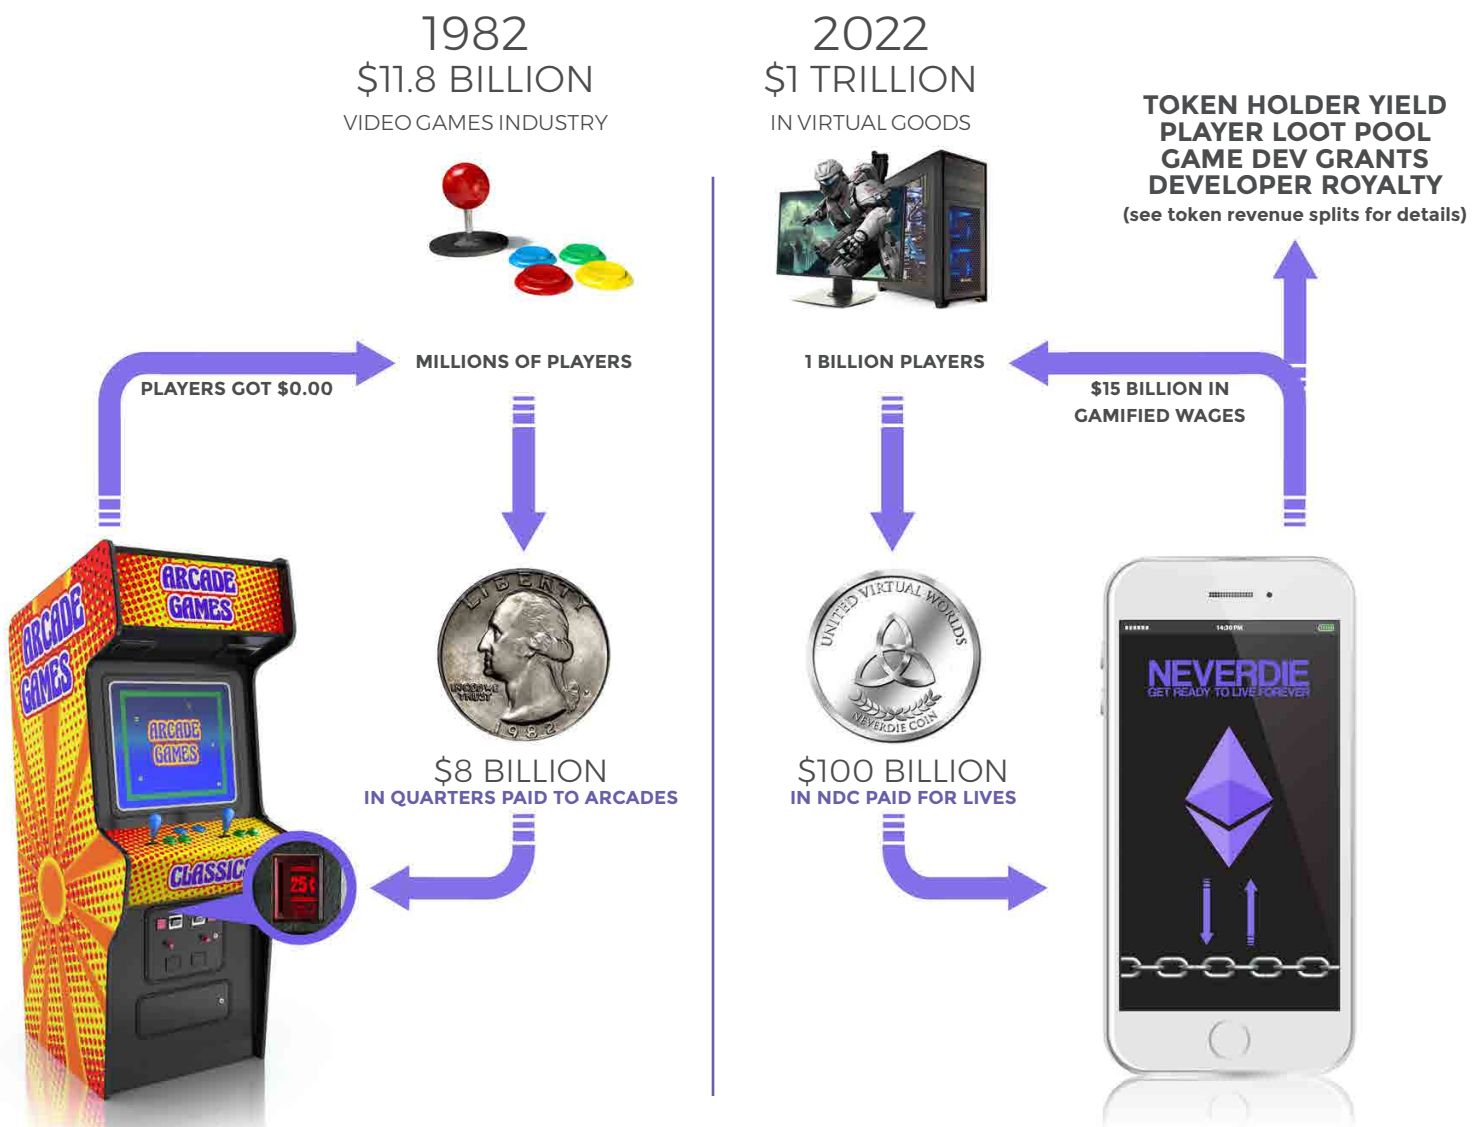 1982
$11.8 BILLION
VIDEO GAMES INDUSTRY
MILLIONS OF PLAYERS
PLAYERS GOT $0.00
ARCADE
GAMES
ARCADE
GAMES
ARCADE
GAMES
CLASSICS
25¢
LIBERTY
IN GOD WE
TRUST
1982
$8 BILLION
IN QUARTERS PAID TO ARCADES
2022
$1 TRILLION
IN VIRTUAL GOODS
1 BILLION PLAYERS
UNITED VIRTUAL WORLDS
NEVERDIE COIN
$100 BILLION
IN NDC PAID FOR LIVES
TOKEN HOLDER YIELD
PLAYER LOOT POOL
GAME DEV GRANTS
DEVELOPER ROYALTY
(see token revenue splits for details)
$15 BILLION IN
GAMIFIED WAGES
14:30 PM
NEVERDIE
GET READY TO LIVE FOREVER